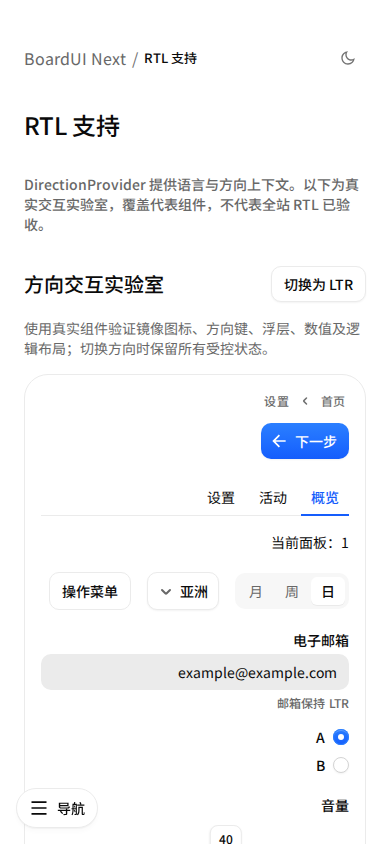 BoardUI Next / RTL 支持
RTL 支持
DirectionProvider 提供语言与方向上下文。以下为真
实交互实验室，覆盖代表组件，不代表全站 RTL 已验
收。
方向交互实验室
切换为 LTR
使用真实组件验证镜像图标、方向键、浮层、数值及逻
辑布局；切换方向时保留所有受控状态。
设置 首页
下一步
设置 活动 概览
当前面板：1
操作菜单 亚洲 月 周 日
电子邮箱
example@example.com
邮箱保持 LTR
A
B
音量
40
导航